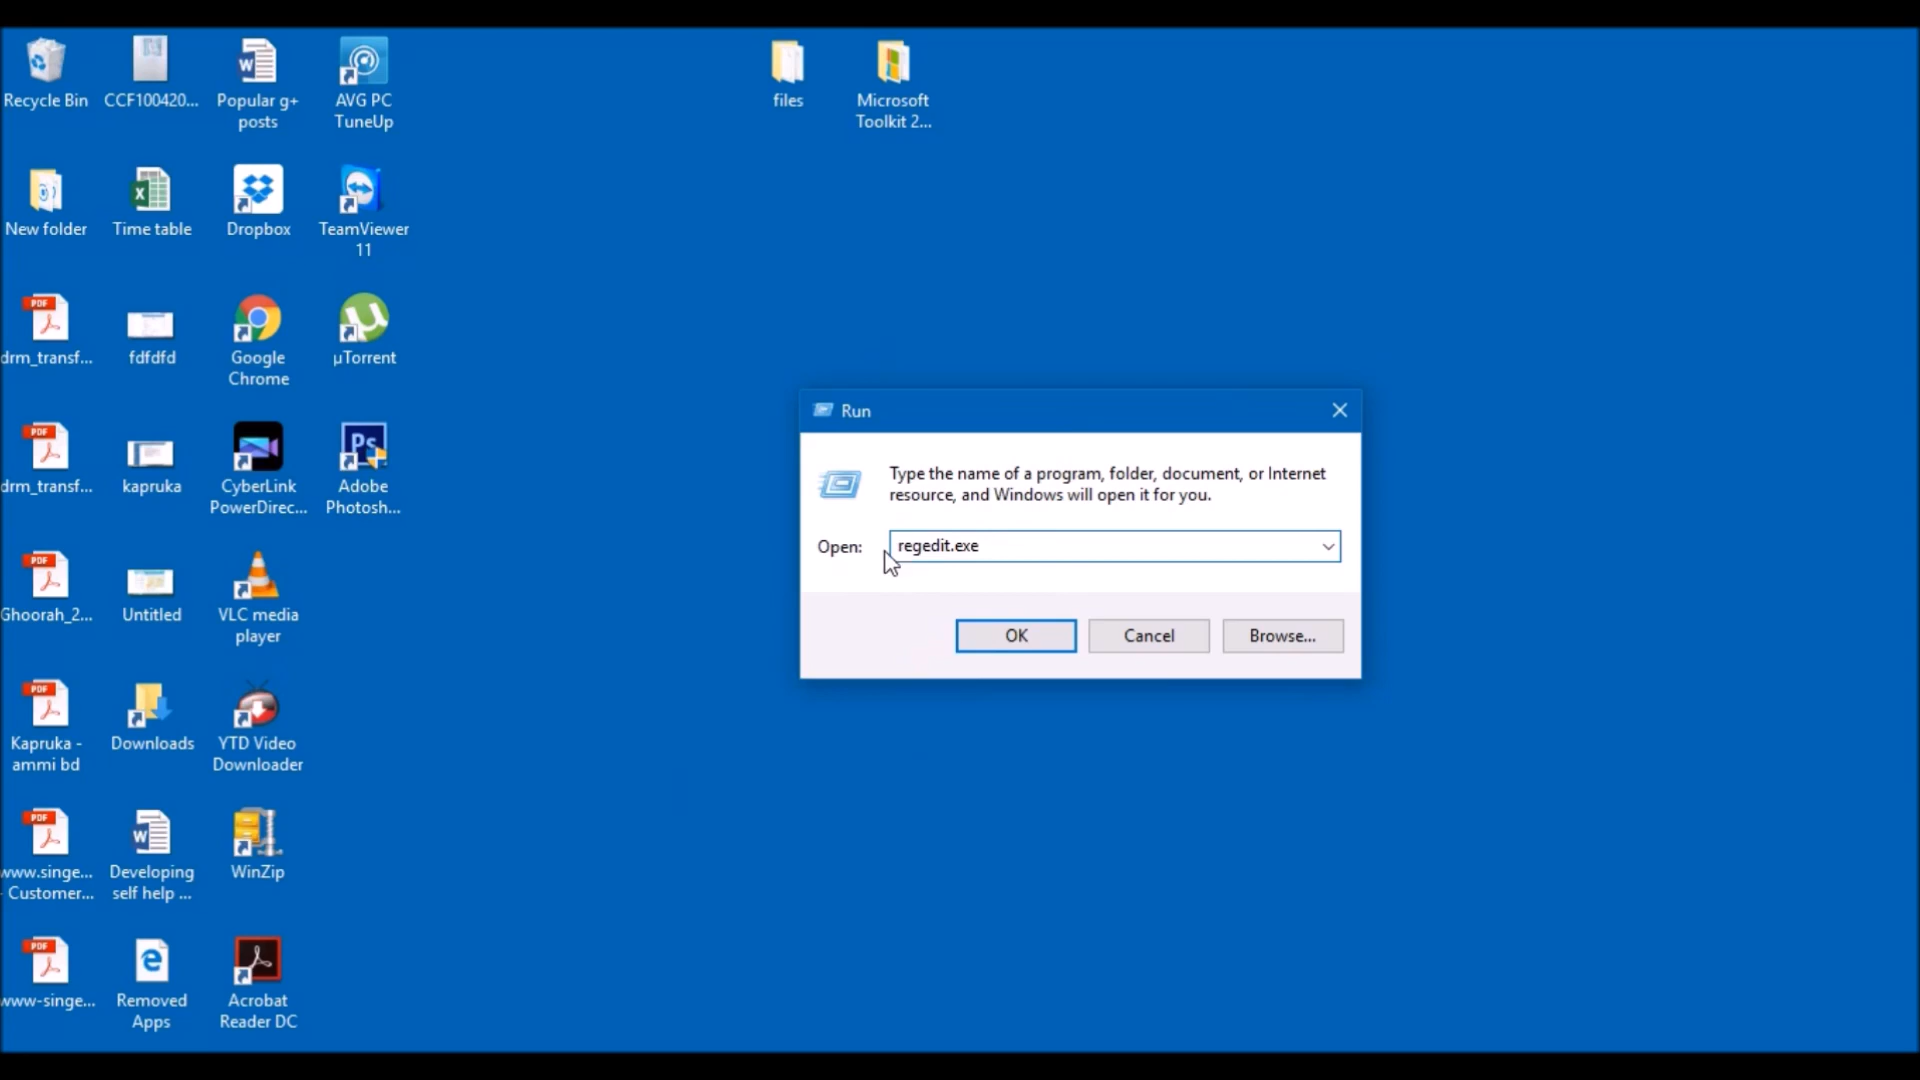 Recycle Bin
CCF100420...
Popular g+
posts
AVG PC
TuneUp
files
Microsoft
Toolkit 2...
New folder
Time table
Dropbox
TeamViewer
11
drm_transf...
fdfdfd
Google
Chrome
µTorrent
drm_transf...
kapruka
CyberLink
PowerDirec...
Adobe
Photosh...
Ghoorah_2...
Untitled
VLC media
player
Kapruka -
ammi bd
Downloads
YTD Video
Downloader
www.singe...
- Customer...
Developing
self help ...
WinZip
www-singe...
Removed
Apps
Acrobat
Reader DC
Run
Type the name of a program, folder, document, or Internet
resource, and Windows will open it for you.
Open: regedit.exe
OK Cancel Browse...